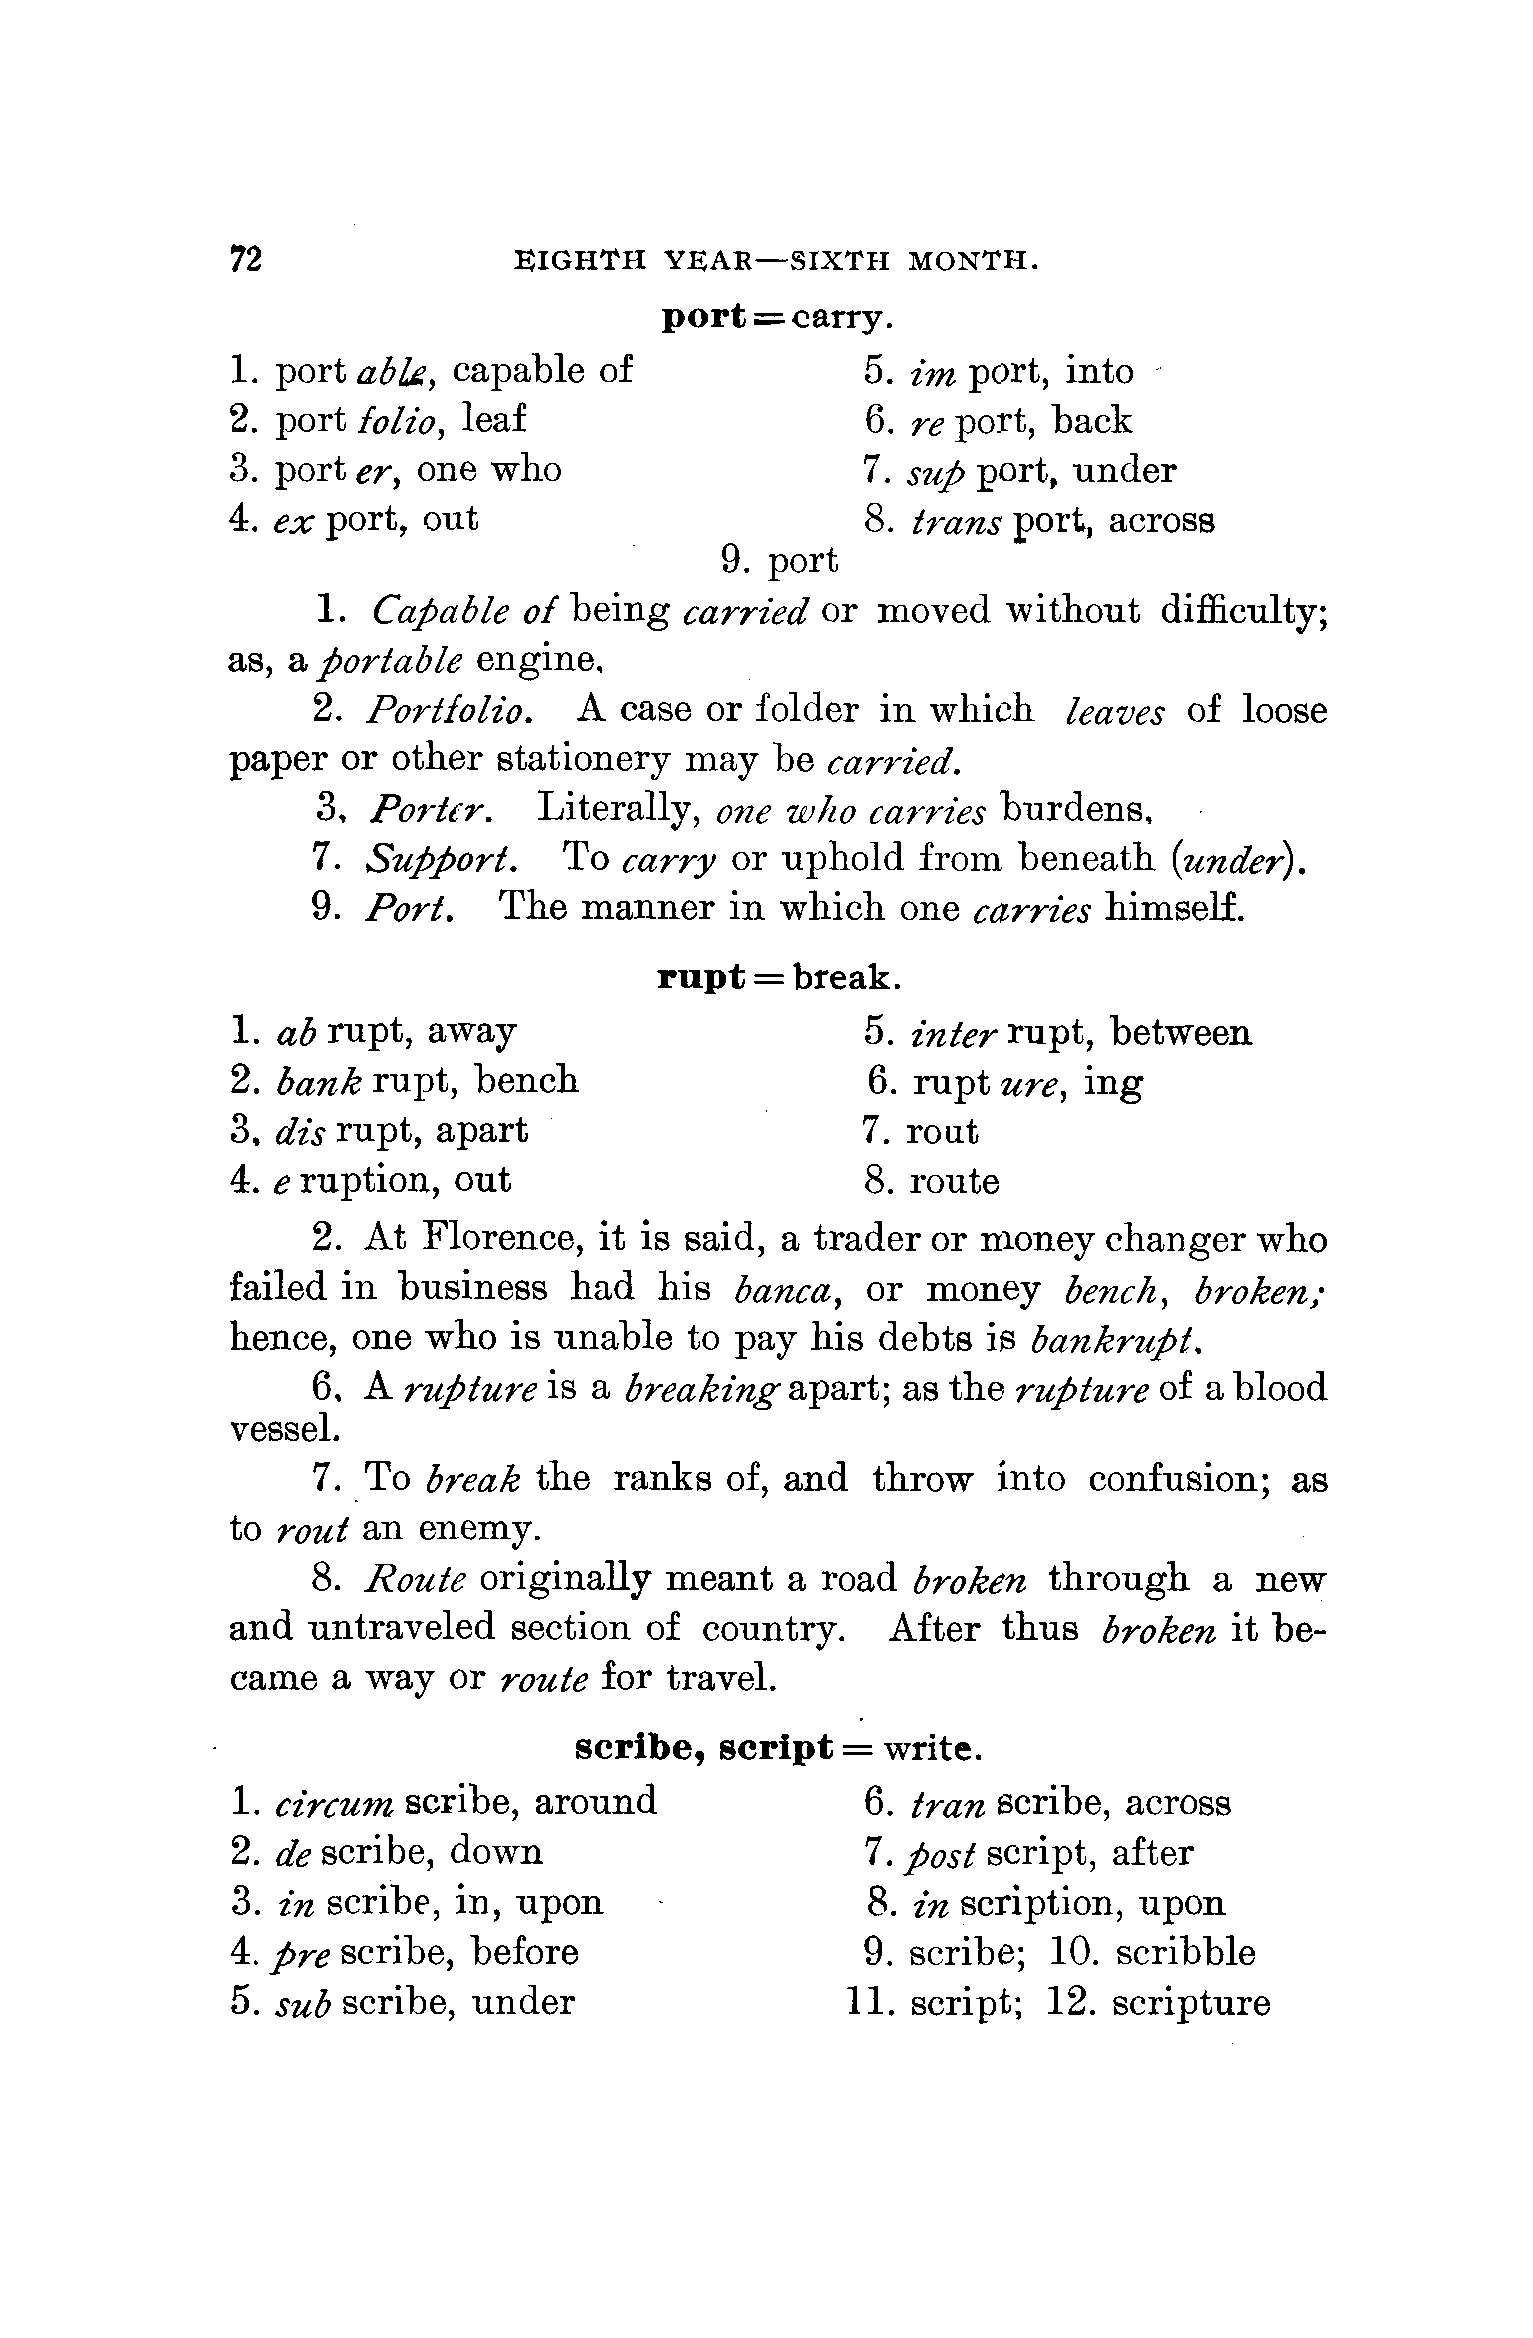 72 EIGHTH YEAR—SIXTH MONTH.
port = carry.
1. port able, capable of
2. port folio, leaf
3. port er, one who
4. ex port, out
5. im port, into
6. re port, back
7. sup port, under
8. trans port, across
9. port
1. Capable of being carried or moved without difficulty;
as, a portable engine.
2. Portfolio. A case or folder in which leaves of loose
paper or other stationery may be carried.
3. Porter. Literally, one who carries burdens.
7. Support. To carry or uphold from beneath (under).
9. Port. The manner in which one carries himself.
rupt = break.
1. ab rupt, away
2. bank rupt, bench
3. dis rupt, apart
4. e ruption, out
5. inter rupt, between
6. rupt ure, ing
7. rout
8. route
2. At Florence, it is said, a trader or money changer who
failed in business had his banca, or money bench, broken;
hence, one who is unable to pay his debts is bankrupt.
6. A rupture is a breaking apart; as the rupture of a blood
vessel.
7. To break the ranks of, and throw into confusion; as
to rout an enemy.
8. Route originally meant a road broken through a new
and untraveled section of country. After thus broken it be-
came a way or route for travel.
scribe, script = write.
1. circum scribe, around
2. de scribe, down
3. in scribe, in, upon
4. pre scribe, before
5. sub scribe, under
6. tran scribe, across
7. post script, after
8. in scription, upon
9. scribe; 10. scribble
11. script; 12. scripture